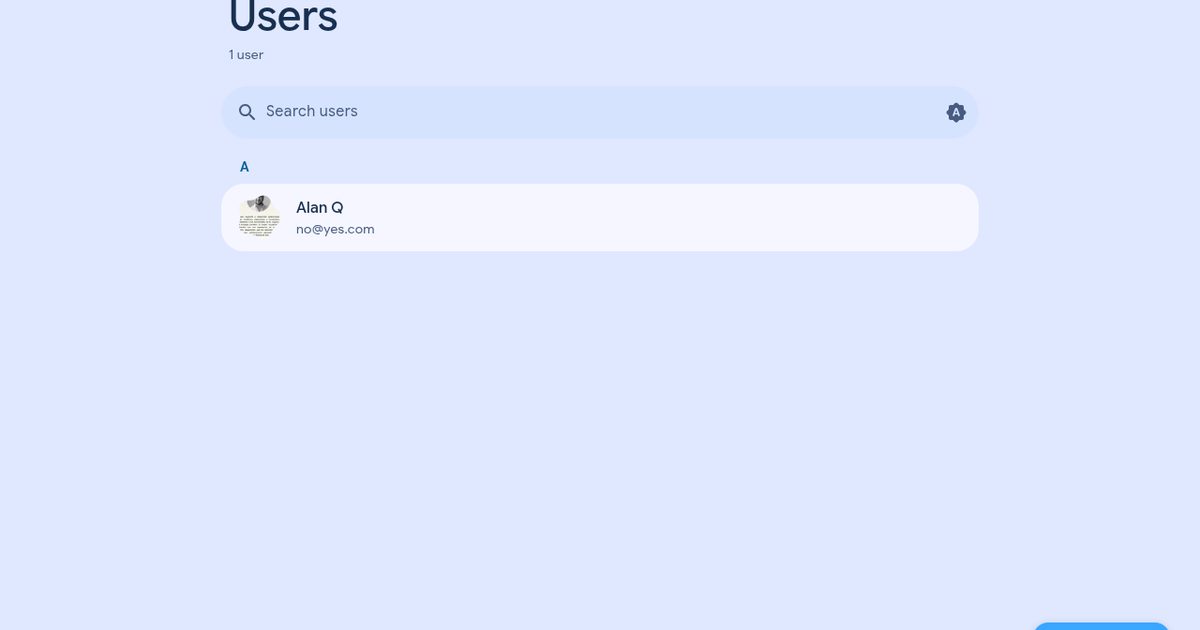 Users
1 user
Search users
A
A
Alan Q
no@yes.com